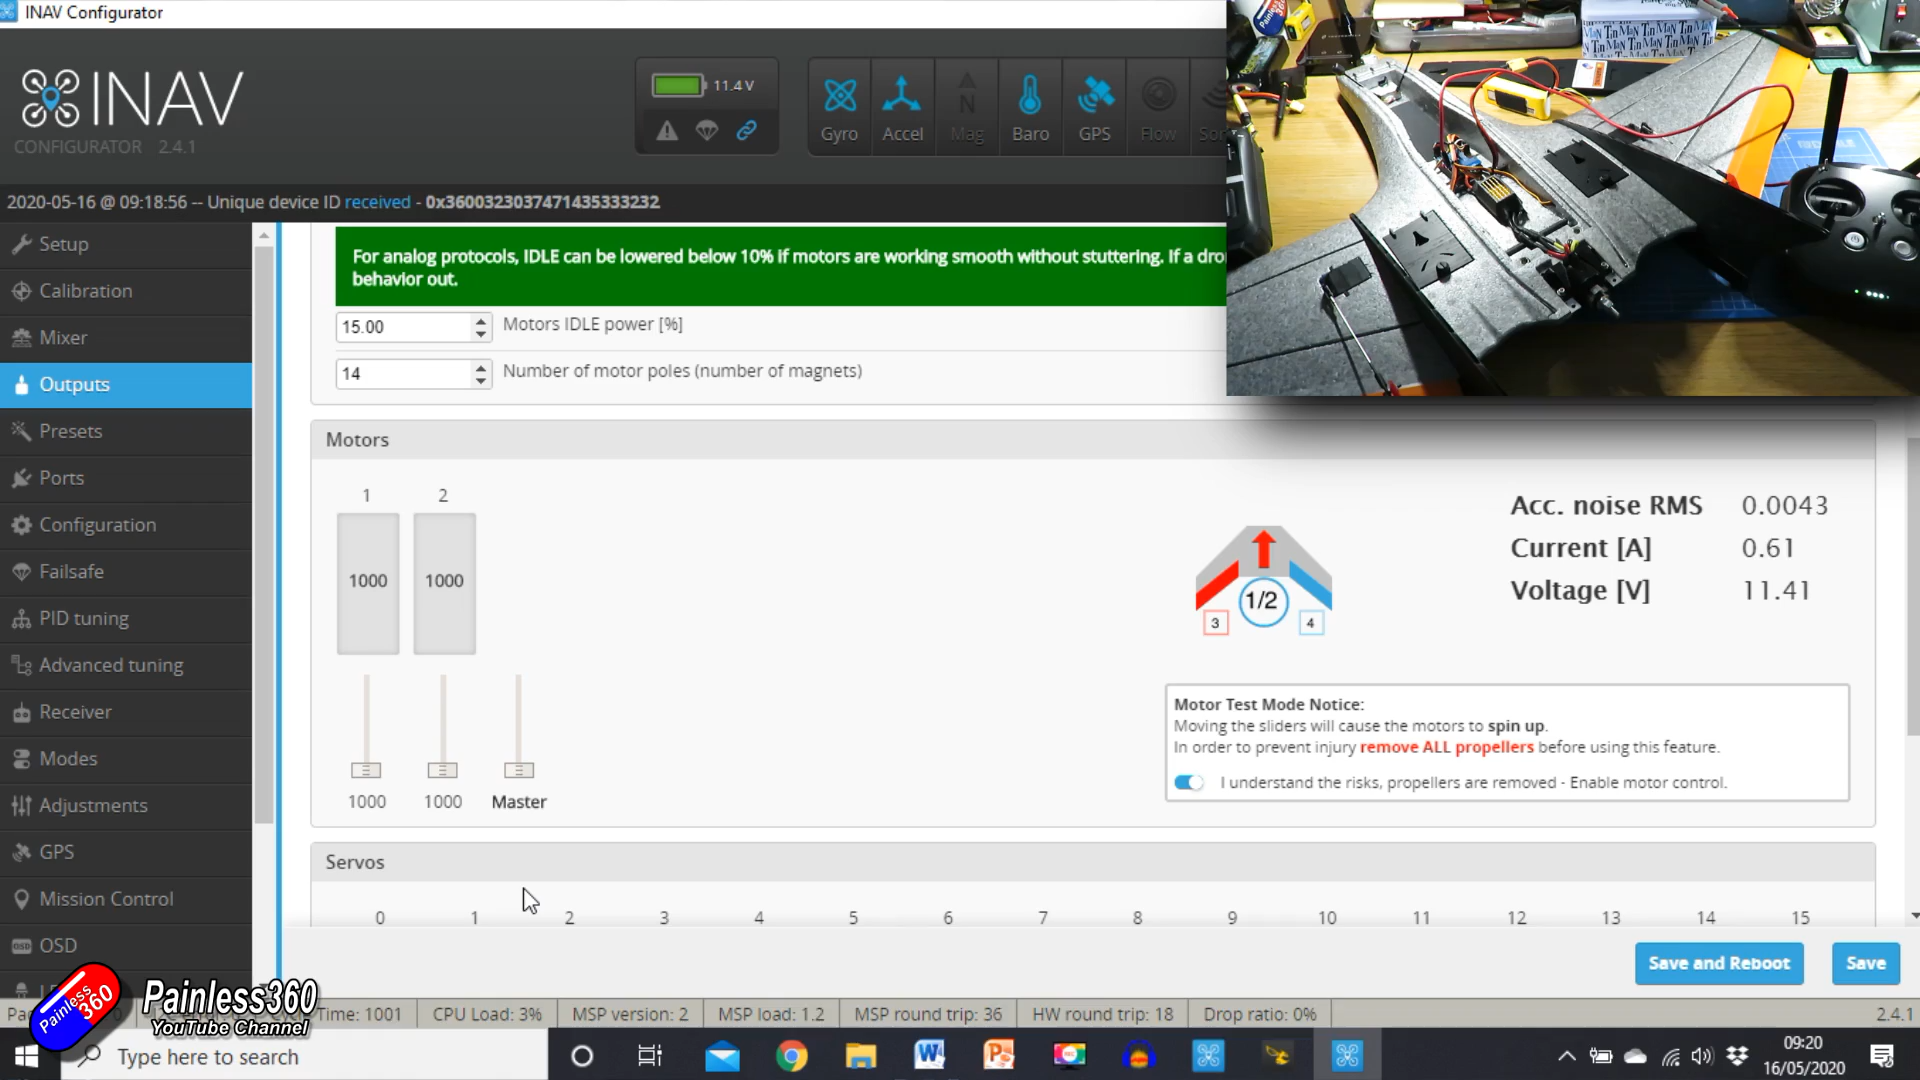 INAV Configurator
INAV
CONFIGURATOR 2.4.1
11.4 V
Gyro
Accel
Mag
Baro
GPS
Flow
2020-05-16 @ 09:18:56 -- Unique device ID received - 0x3600323037471435333232
Setup
Calibration
Mixer
Outputs
Presets
Ports
Configuration
Failsafe
PID tuning
Advanced tuning
Receiver
Modes
Adjustments
GPS
Mission Control
OSD
For analog protocols, IDLE can be lowered below 10% if motors are working smooth without stuttering. If a dro
behavior out.
15.00 Motors IDLE power [%]
14 Number of motor poles (number of magnets)
Motors
1 2
1000 1000
1000 1000 Master
1/2
3 4
Acc. noise RMS 0.0043
Current [A] 0.61
Voltage [V] 11.41
Motor Test Mode Notice:
Moving the sliders will cause the motors to spin up.
In order to prevent injury remove ALL propellers before using this feature.
I understand the risks, propellers are removed - Enable motor control.
Servos
0 1 2 3 4 5 6 7 8 9 10 11 12 13 14 15
Save and Reboot
Save
Painless360
YouTube Channel
Painless
360
Time: 1001
CPU Load: 3%
MSP version: 2
MSP load: 1.2
MSP round trip: 36
HW round trip: 18
Drop ratio: 0%
2.4.1
Type here to search
09:20
16/05/2020